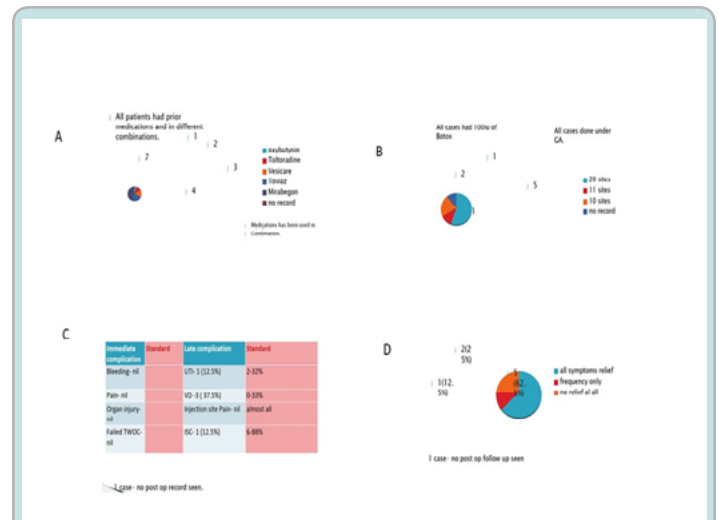 A
All patients had prior
medications and in different
combinations.
1
2
7
3
4
oxybutynin
Toltoradine
Vesicare
Toviaz
Mirabegon
no record
Medications has been used in
Combination.
B
All cases had 100iu of
Botox
All cases done under
GA.
1
2
5
1
20 sites
11 sites
10 sites
no record
C
Immediate complication Standard Late complication Standard
Bleeding- nil UTI- 1 (12.5%) 2-32%
Pain- nil VD -3 ( 37.5%) 0-33%
Organ injury- nil Injection site Pain- nil almost all
Failed TWOC- nil ISC- 1 (12.5%) 6-88%
1 case- no post op record seen.
D
2(2
5%)
1(12.
5%)
5
(62.
5%)
all symptoms relief
frequency only
no relief al all
1 case- no post op follow up seen